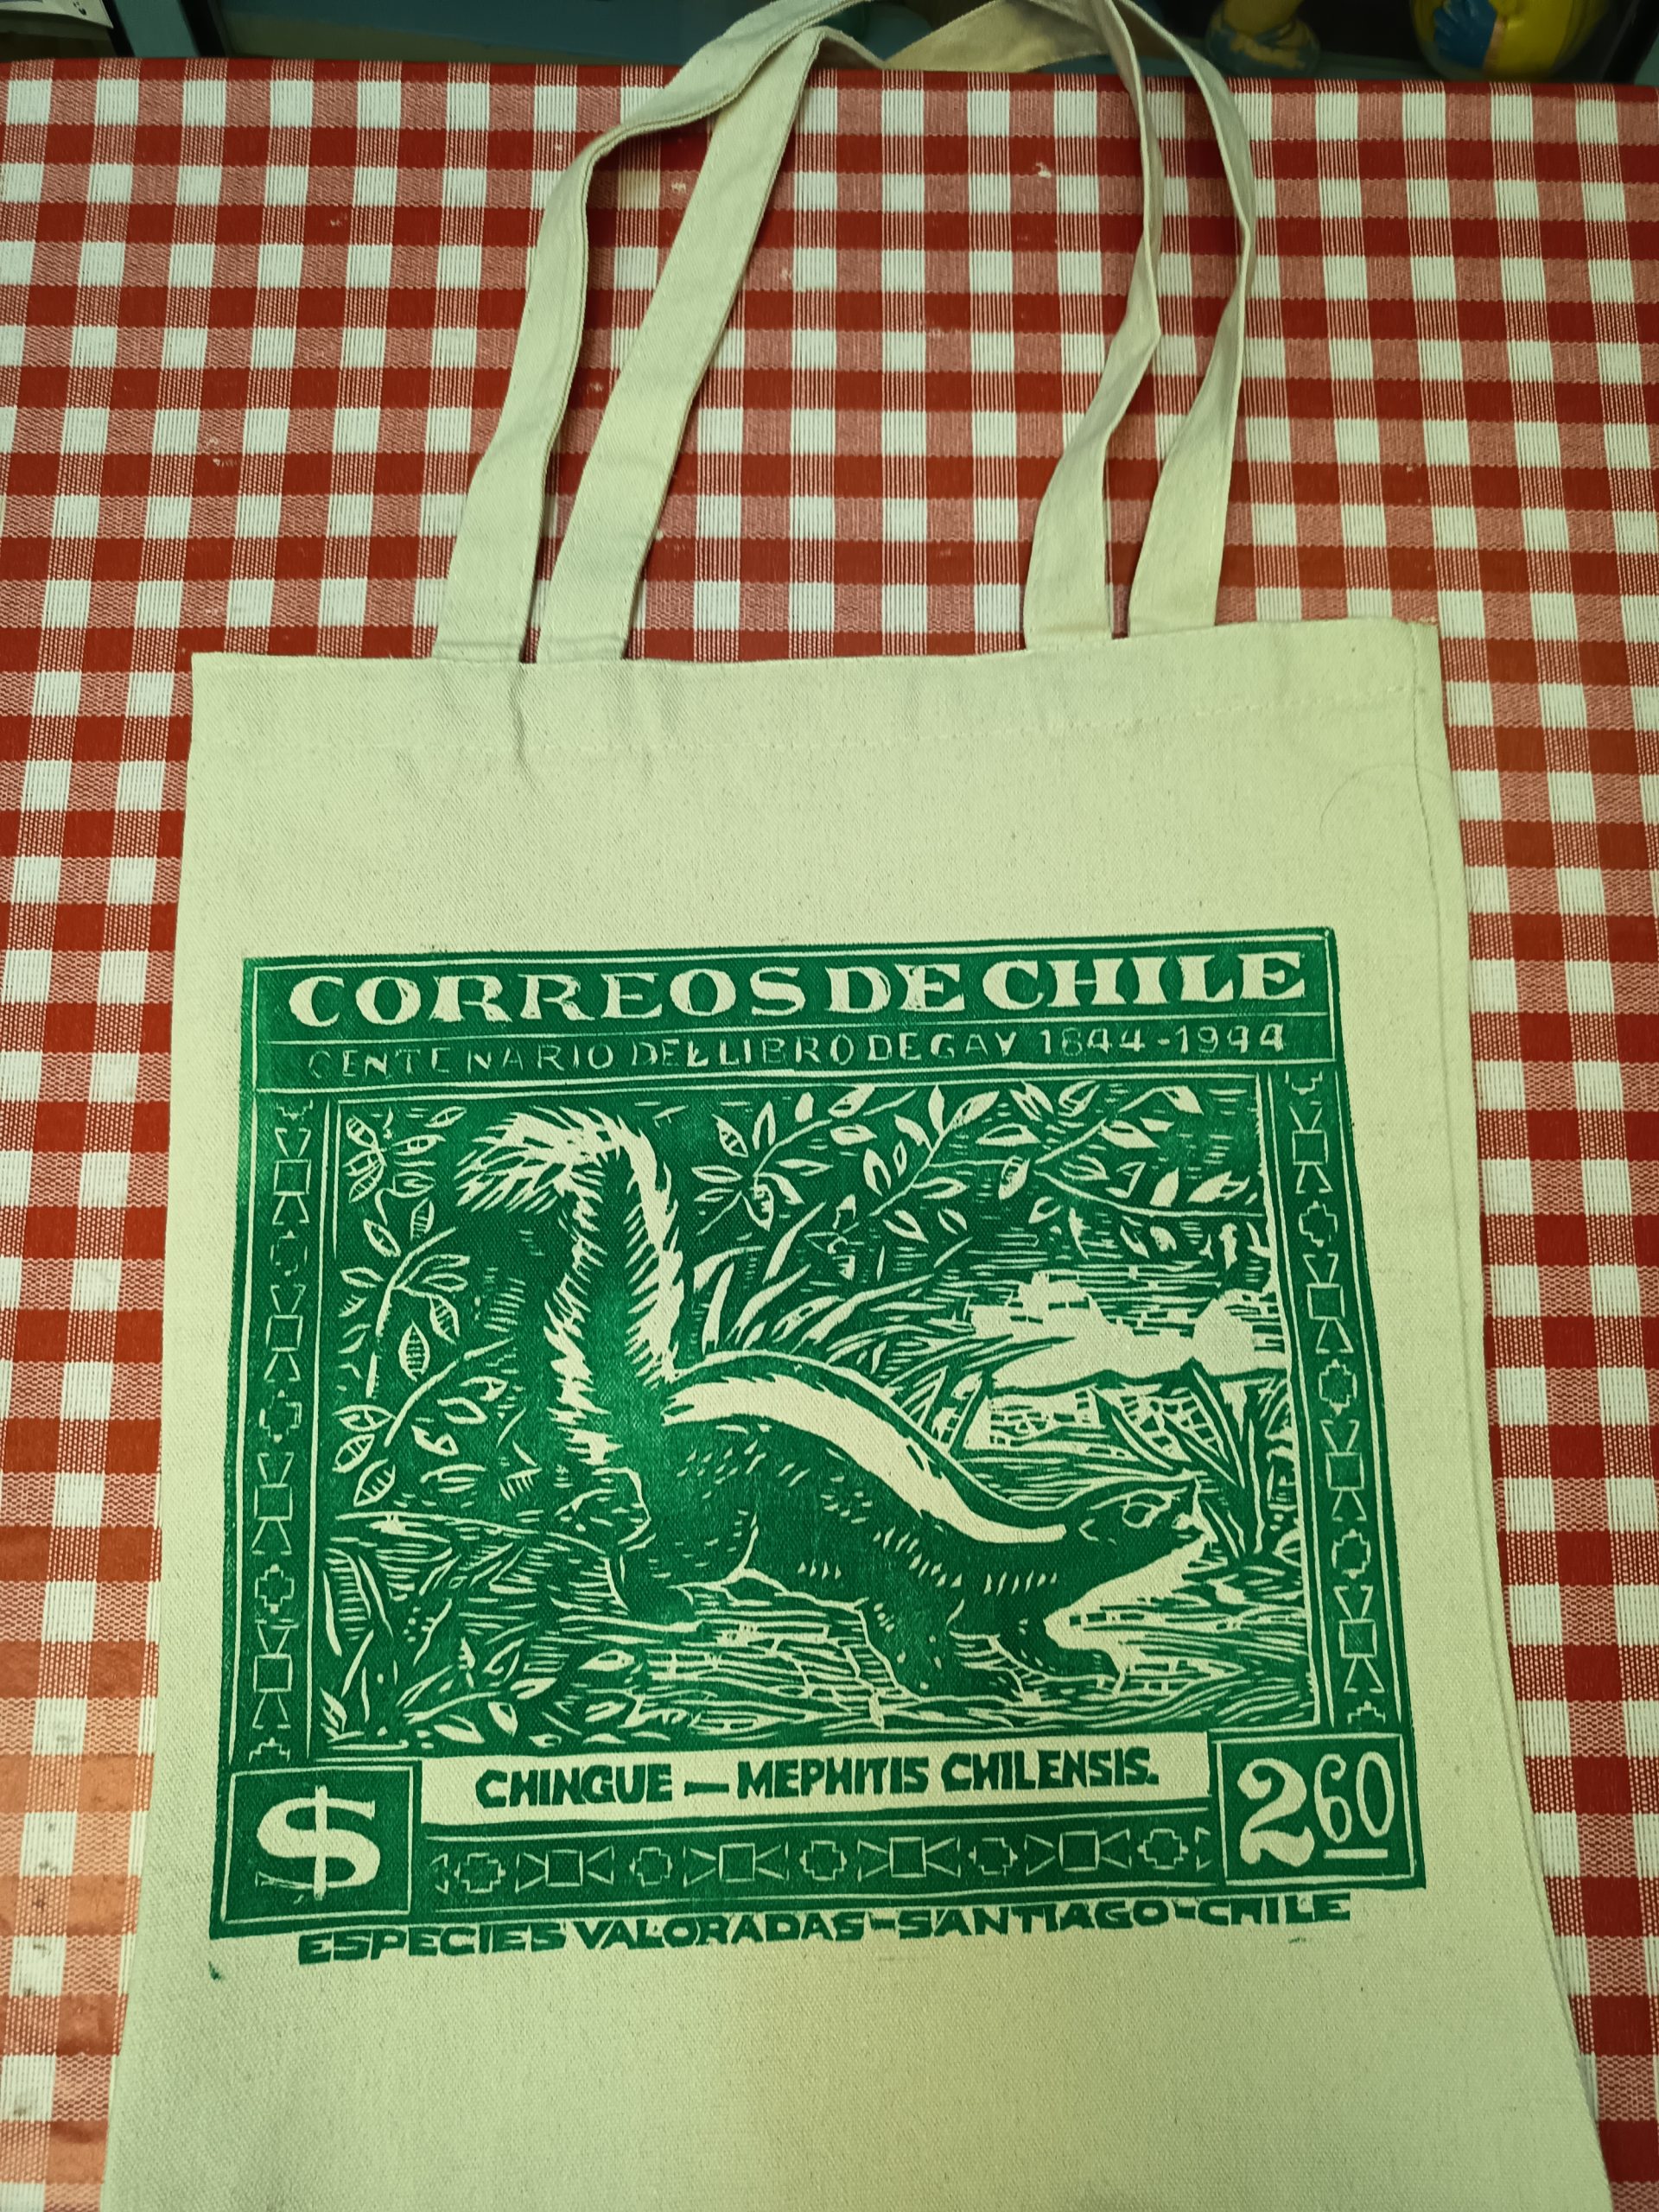 CORREOS DE CHILE
CENTENARIO DEL LIBRO DE GAY 1844-1944
CHINGUE — MEPHITIS CHILENSIS.
$ 2 60
ESPECIES VALORADAS-SANTIAGO-CHILE